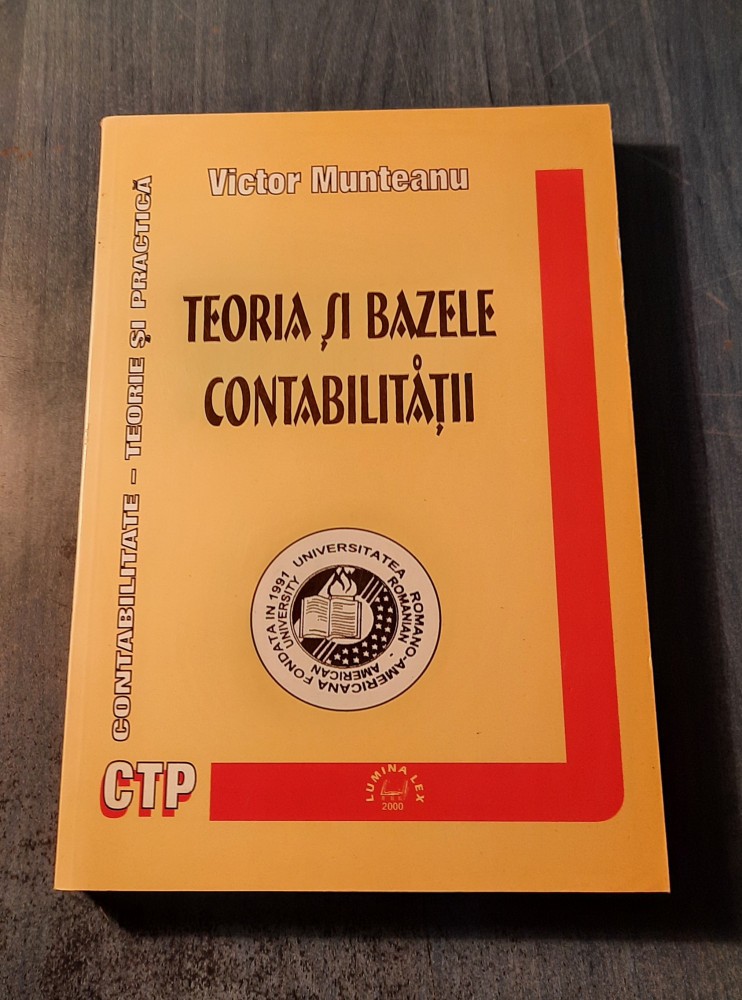 Victor Munteanu
TEORIA ȘI BAZELE
CONTABILITÅȚII
CONTABILITATE – TEORIE ȘI PRACTICĂ
UNIVERSITATEA ROMANO-AMERICANA FONDATA IN 1991
ROMANIAN - AMERICAN UNIVERSITY
CTP
LUMINA LEX
2000